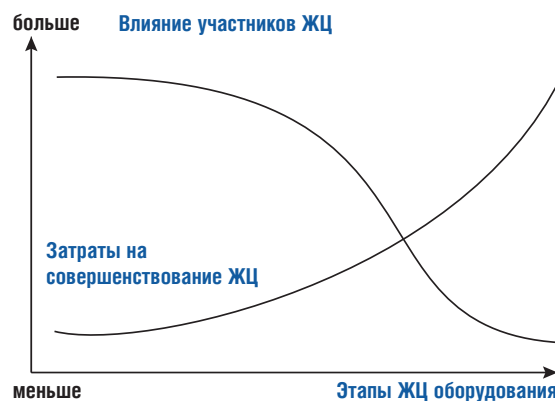 больше
Влияние участников ЖЦ
Затраты на
совершенствование ЖЦ
меньше
Этапы ЖЦ оборудования